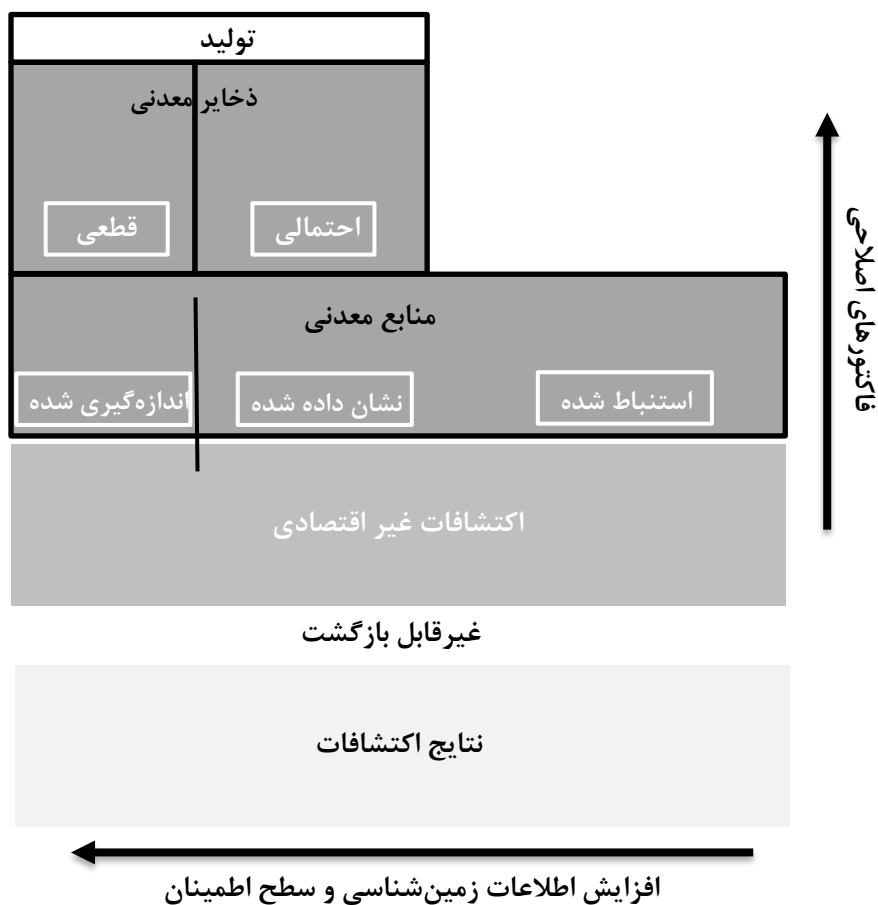 تولید
ذخایر معدنی
احتمالی
قطعی
منابع معدنی
استنباط شده
نشان داده شده
اندازه‌گیری شده
اکتشافات غیر اقتصادی
غیرقابل بازگشت
نتایج اکتشافات
فاکتورهای اصلاحی
افزایش اطلاعات زمین‌شناسی و سطح اطمینان